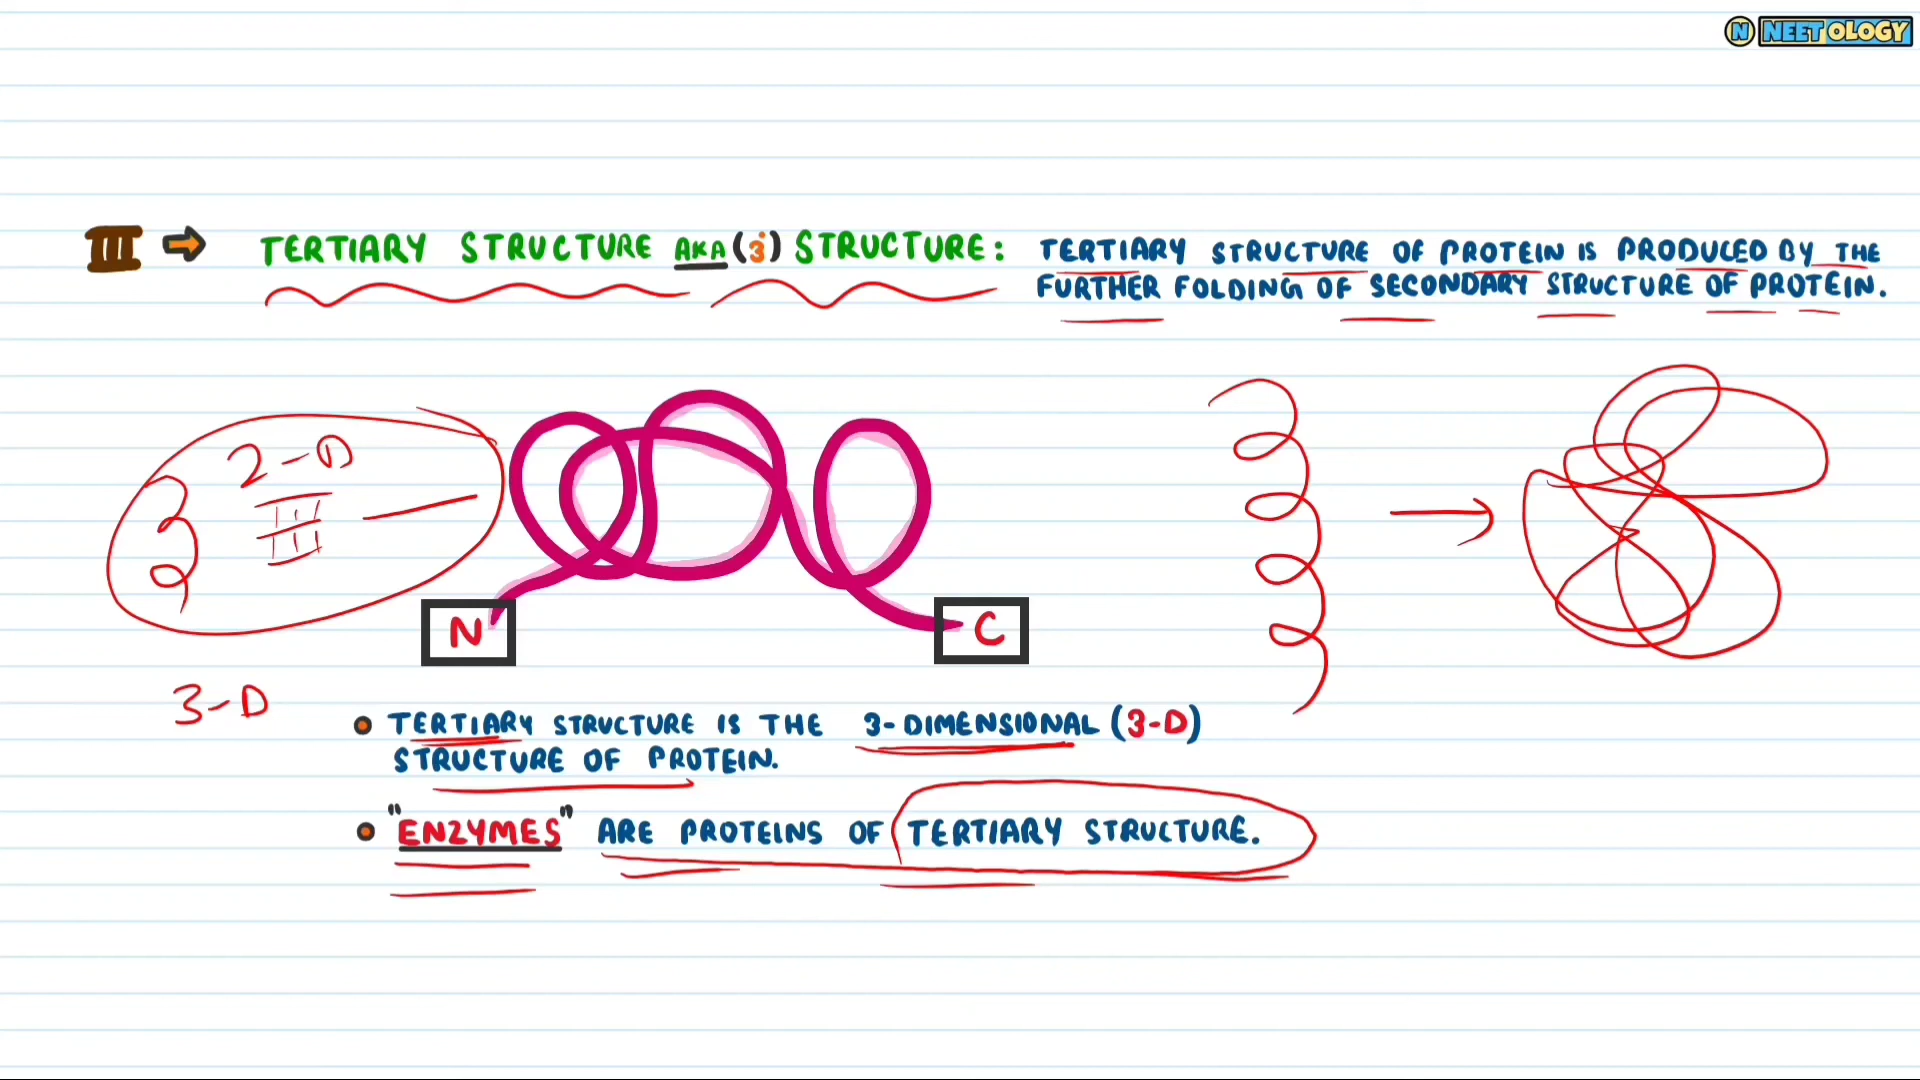 N NEETOLOGY
III ➡ TERTIARY STRUCTURE AKA (3̇) STRUCTURE: TERTIARY STRUCTURE OF PROTEIN IS PRODUCED BY THE
FURTHER FOLDING OF SECONDARY STRUCTURE OF PROTEIN.
2-D
N
C
3-D
• TERTIARY STRUCTURE IS THE 3-DIMENSIONAL (3-D)
STRUCTURE OF PROTEIN.
• "ENZYMES" ARE PROTEINS OF TERTIARY STRUCTURE.